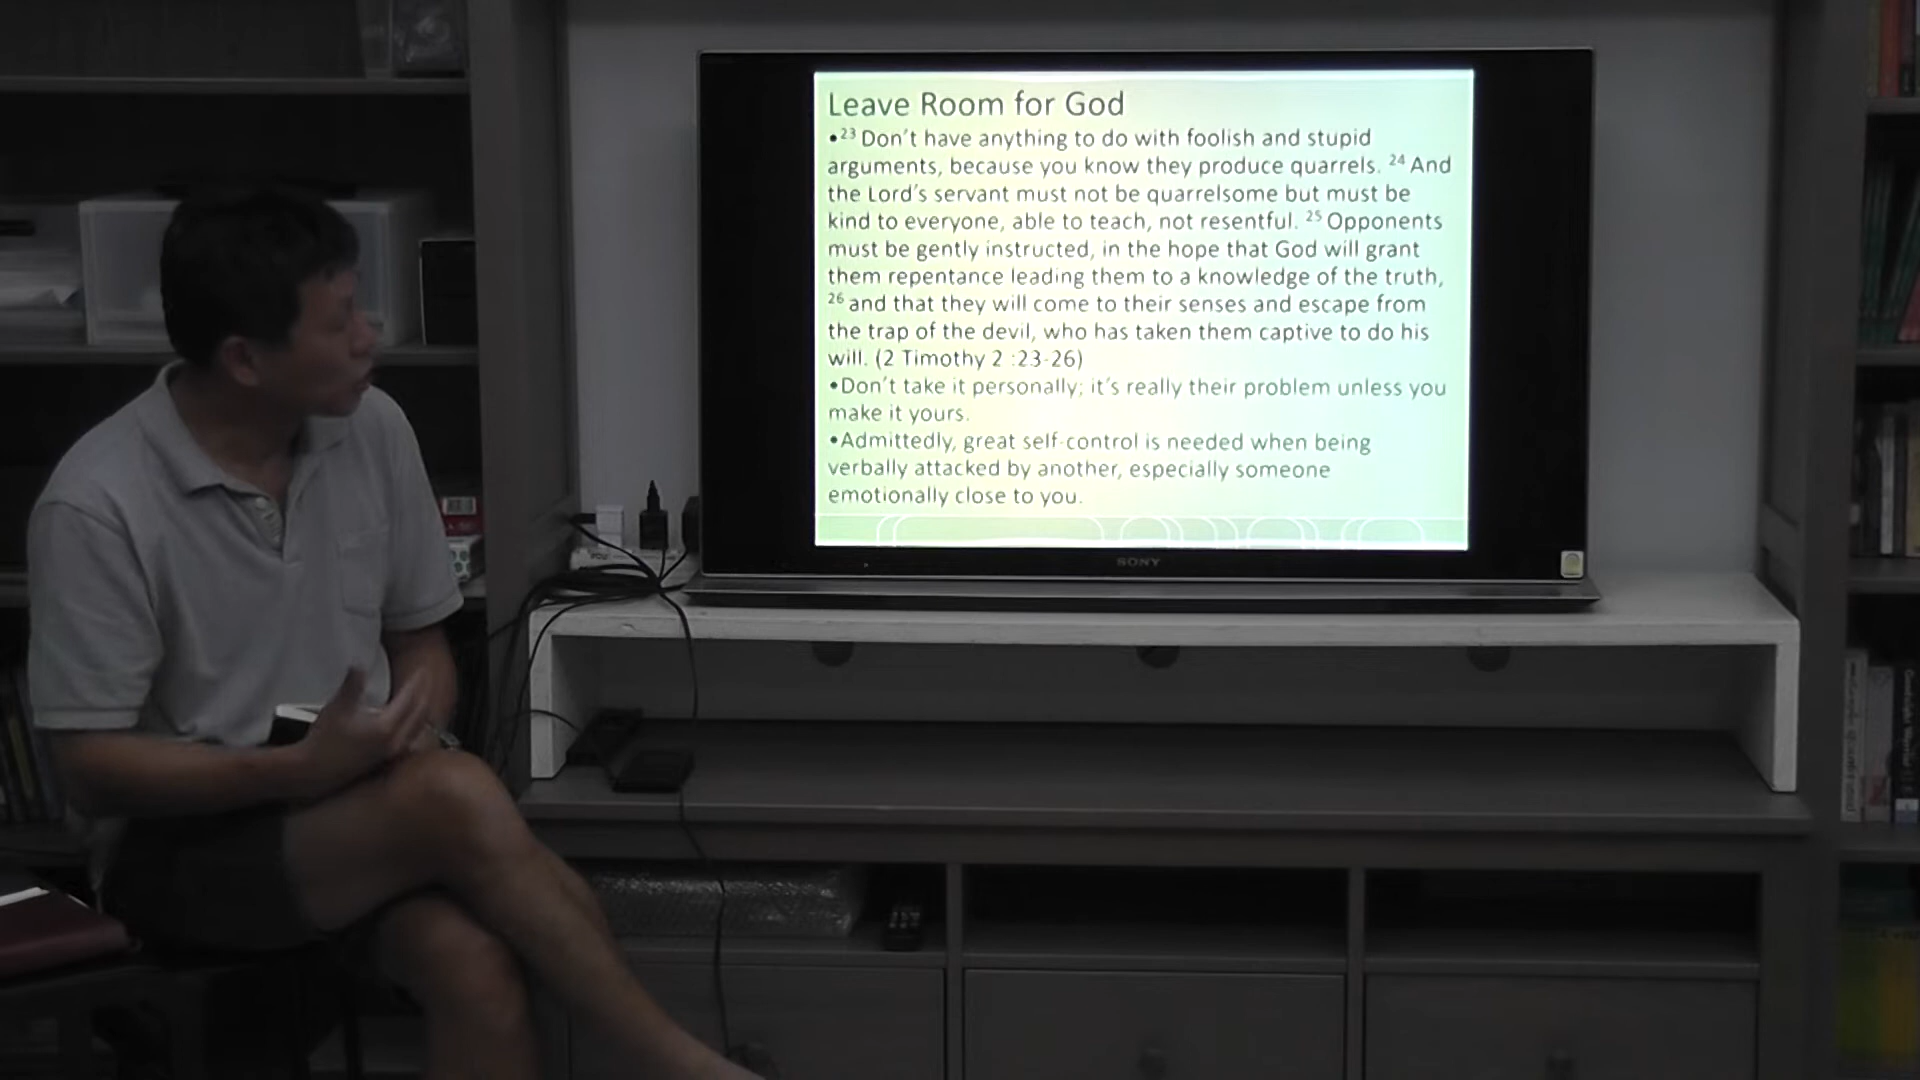 Leave Room for God
•²³ Don't have anything to do with foolish and stupid
arguments, because you know they produce quarrels. ²⁴ And
the Lord's servant must not be quarrelsome but must be
kind to everyone, able to teach, not resentful. ²⁵ Opponents
must be gently instructed, in the hope that God will grant
them repentance leading them to a knowledge of the truth,
²⁶ and that they will come to their senses and escape from
the trap of the devil, who has taken them captive to do his
will. (2 Timothy 2 :23-26)
•Don't take it personally; it's really their problem unless you
make it yours.
•Admittedly, great self-control is needed when being
verbally attacked by another, especially someone
emotionally close to you.
SONY